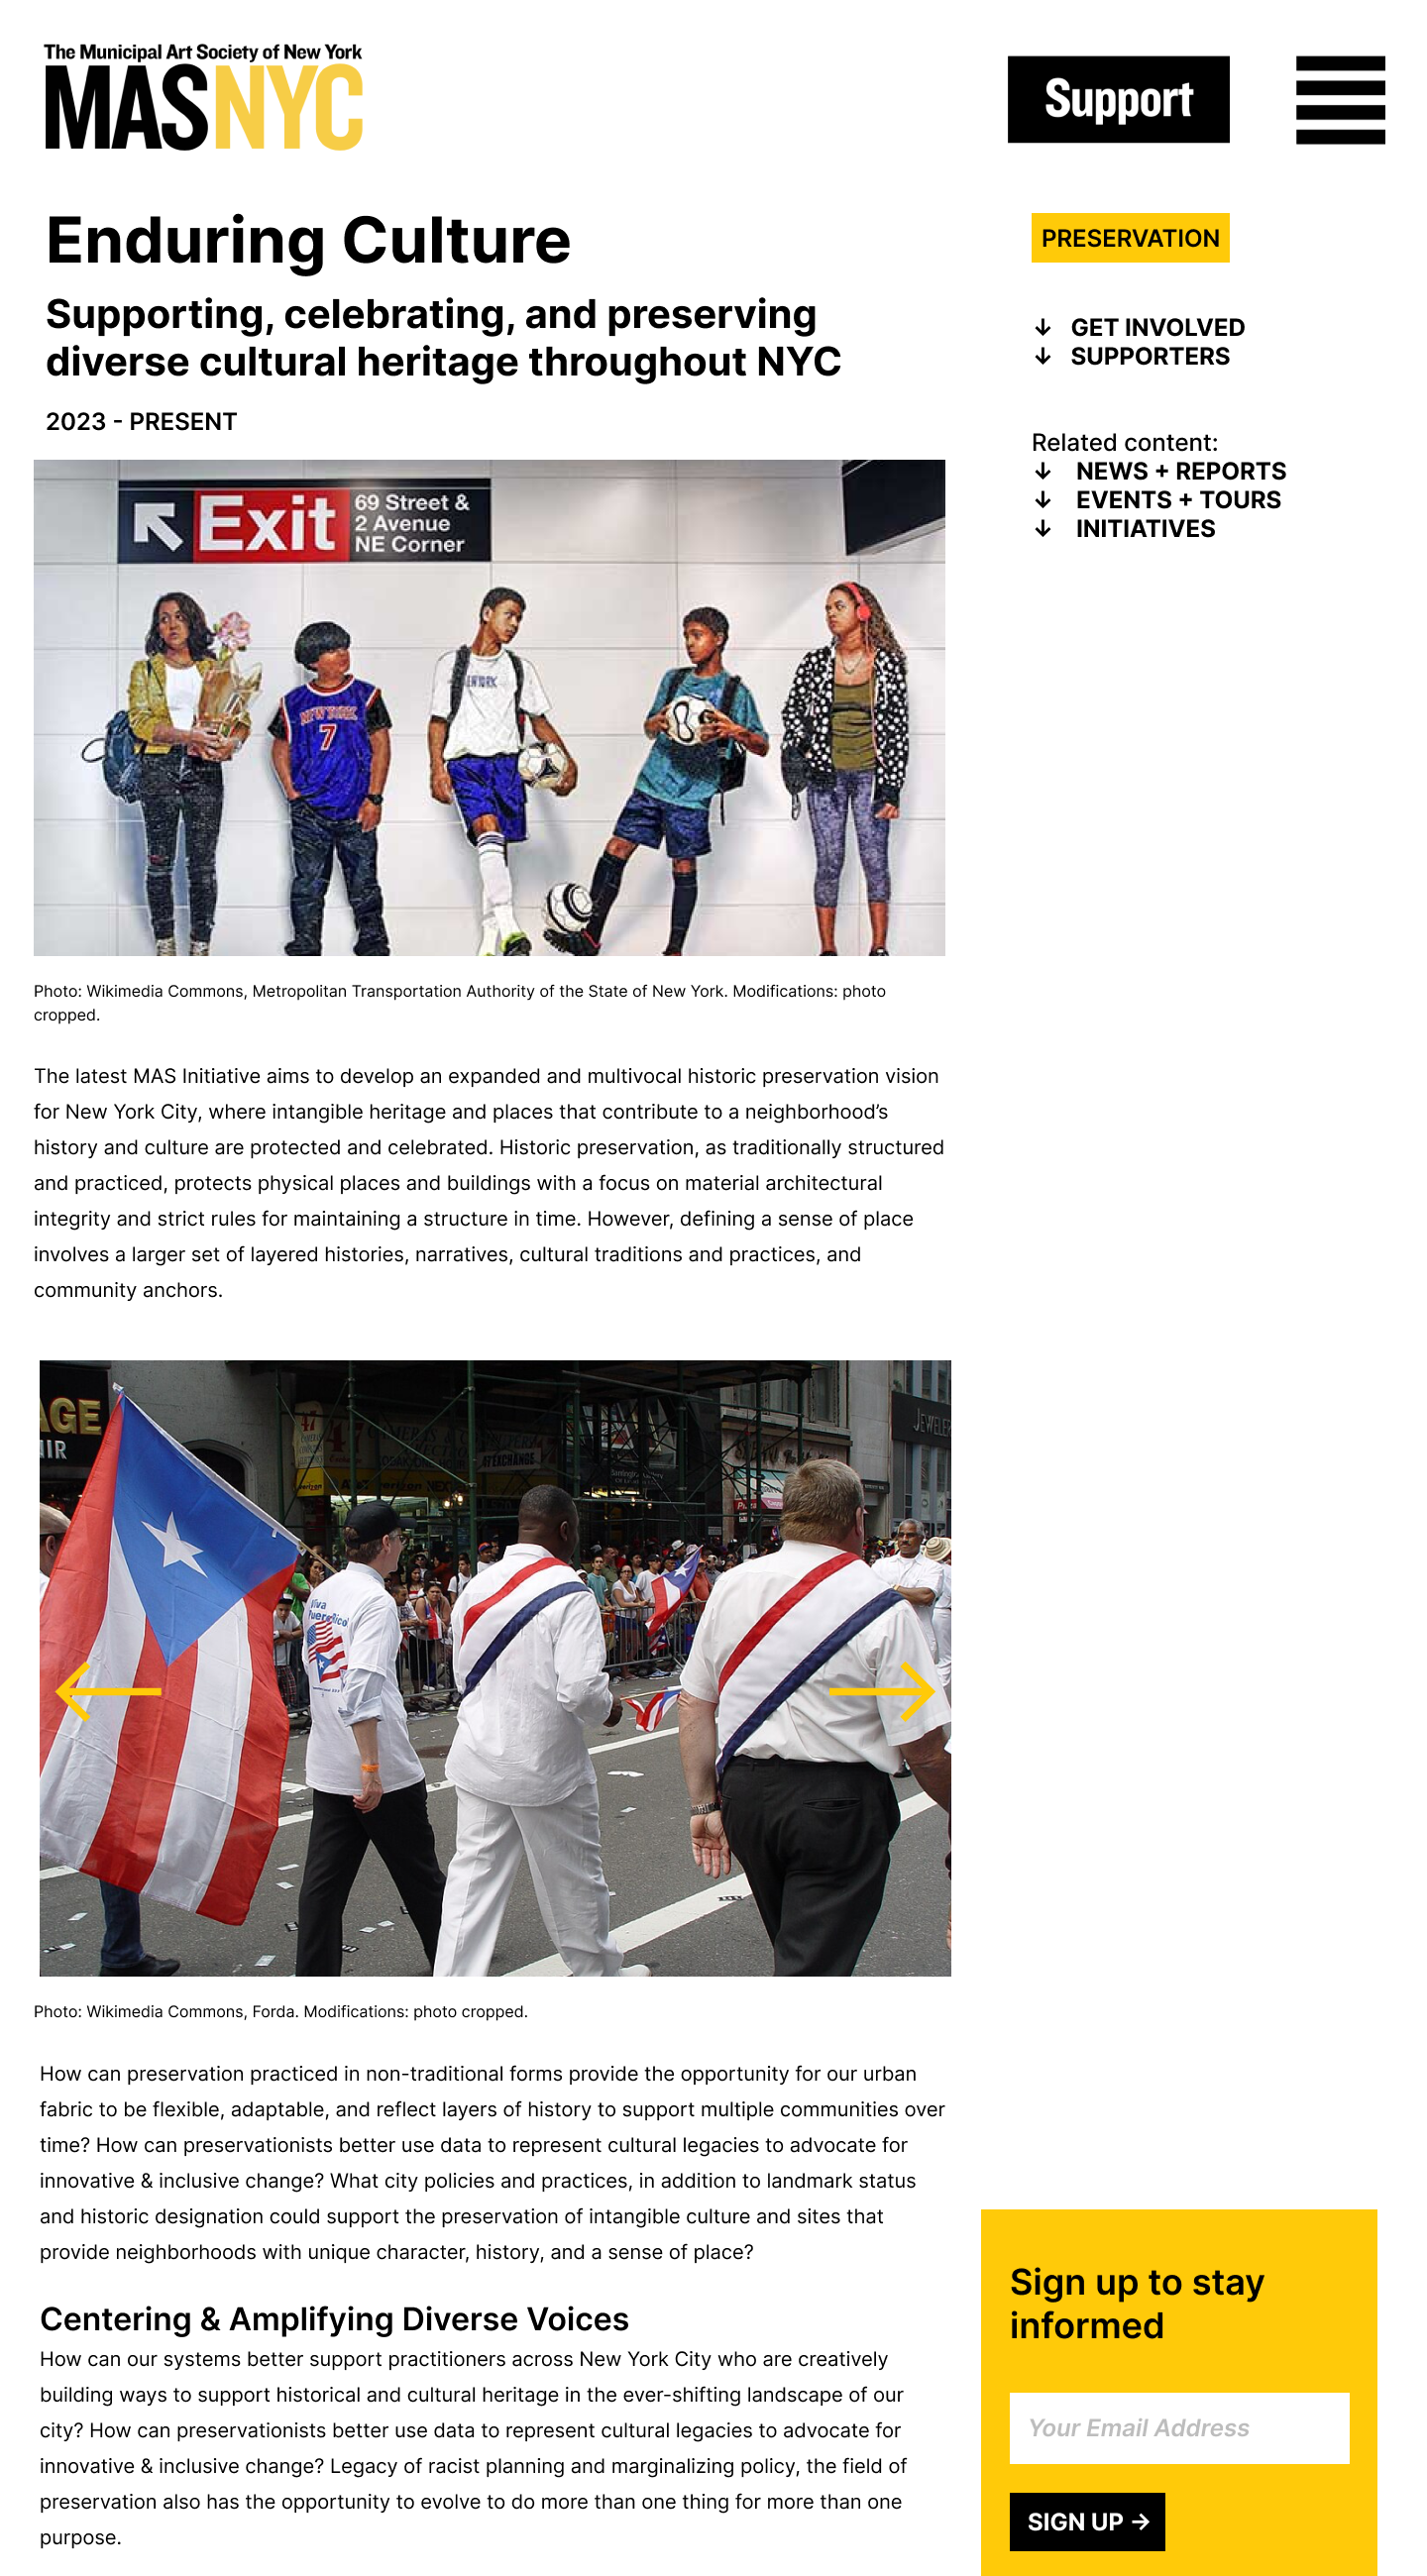 The Municipal Art Society of New York
MASNYC
Support
Enduring Culture
Supporting, celebrating, and preserving
diverse cultural heritage throughout NYC
2023 - PRESENT
PRESERVATION
↓ GET INVOLVED
↓ SUPPORTERS
Related content:
↓ NEWS + REPORTS
↓ EVENTS + TOURS
↓ INITIATIVES
Exit
69 Street &
2 Avenue
NE Corner
NEW YORK
7
Photo: Wikimedia Commons, Metropolitan Transportation Authority of the State of New York. Modifications: photo
cropped.
The latest MAS Initiative aims to develop an expanded and multivocal historic preservation vision
for New York City, where intangible heritage and places that contribute to a neighborhood’s
history and culture are protected and celebrated. Historic preservation, as traditionally structured
and practiced, protects physical places and buildings with a focus on material architectural
integrity and strict rules for maintaining a structure in time. However, defining a sense of place
involves a larger set of layered histories, narratives, cultural traditions and practices, and
community anchors.
AGE
AIR
47
EXCHANGE
verizon
JEWELER
Viva
Puerto Rico
Photo: Wikimedia Commons, Forda. Modifications: photo cropped.
How can preservation practiced in non-traditional forms provide the opportunity for our urban
fabric to be flexible, adaptable, and reflect layers of history to support multiple communities over
time? How can preservationists better use data to represent cultural legacies to advocate for
innovative & inclusive change? What city policies and practices, in addition to landmark status
and historic designation could support the preservation of intangible culture and sites that
provide neighborhoods with unique character, history, and a sense of place?
Centering & Amplifying Diverse Voices
How can our systems better support practitioners across New York City who are creatively
building ways to support historical and cultural heritage in the ever-shifting landscape of our
city? How can preservationists better use data to represent cultural legacies to advocate for
innovative & inclusive change? Legacy of racist planning and marginalizing policy, the field of
preservation also has the opportunity to evolve to do more than one thing for more than one
purpose.
Sign up to stay
informed
Your Email Address
SIGN UP →